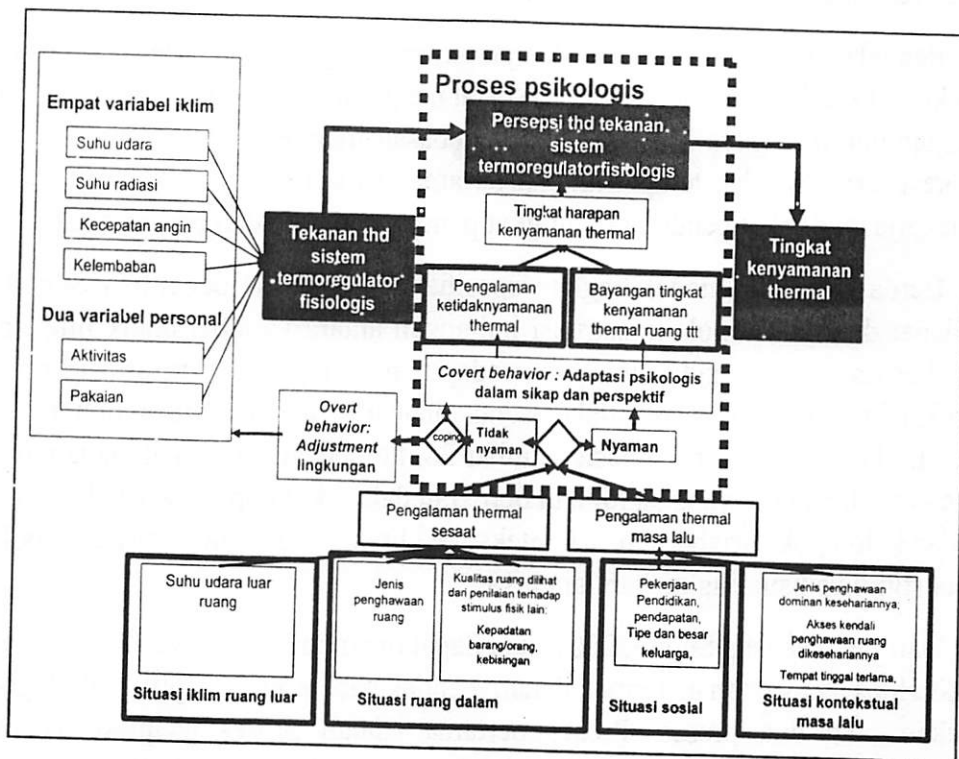 Proses psikologis
Empat variabel iklim
Suhu udara
Suhu radiasi
Kecepatan angin
Kelembaban
Dua variabel personal
Aktivitas
Pakaian
Tekanan thd
sistem
termoregulator
fisiologis
Persepsi thd tekanan
sistem
termoregulatorfisiologis
Tingkat harapan
kenyamanan thermal
Pengalaman
ketidaknyamanan
thermal
Bayangan tingkat
kenyamanan
thermal ruang ttt
Tingkat
kenyamanan
thermal
Covert behavior : Adaptasi psikologis
dalam sikap dan perspektif
Overt
behavior:
Adjustment
lingkungan
coping
Tidak
nyaman
Nyaman
Pengalaman thermal
sesaat
Pengalaman thermal
masa lalu
Suhu udara luar
ruang
Situasi iklim ruang luar
Jenis
penghawaan
ruang
Kualitas ruang dilihat
dari penilaian terhadap
stimulus fisik lain:
Kepadatan
barang/orang,
kebisingan
Situasi ruang dalam
Pekerjaan,
Pendidikan,
pendapatan,
Tipe dan besar
keluarga,
Situasi sosial
Jenis penghawaan
dominan kesehariannya;
Akses kendali
penghawaan ruang
dikeseharianya
Tempat tinggal terlama,
Situasi kontekstual
masa lalu